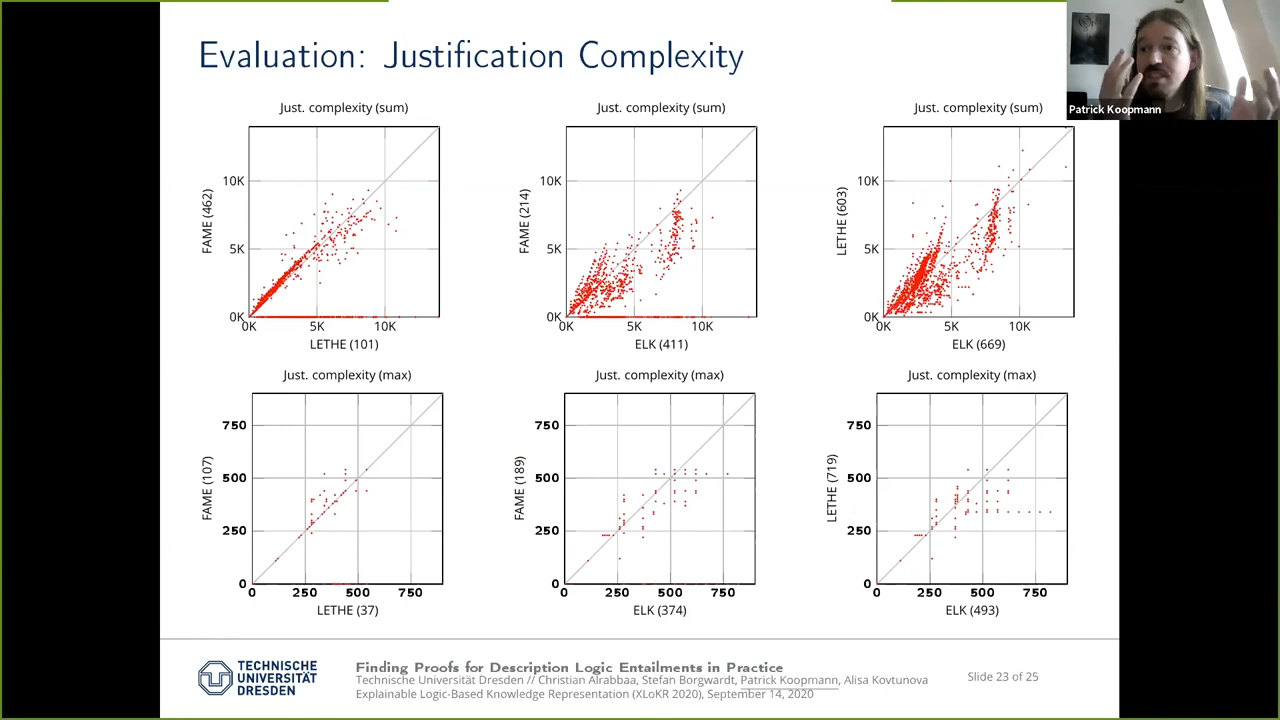 Evaluation: Justification Complexity
Patrick Koopmann
Just. complexity (sum)
FAME (462)
10K
5K
0K
0K 5K 10K
LETHE (101)
Just. complexity (sum)
FAME (214)
10K
5K
0K
0K 5K 10K
ELK (411)
Just. complexity (sum)
LETHE (603)
10K
5K
0K
0K 5K 10K
ELK (669)
Just. complexity (max)
FAME (107)
750
500
250
0
0 250 500 750
LETHE (37)
Just. complexity (max)
FAME (189)
750
500
250
0
0 250 500 750
ELK (374)
Just. complexity (max)
LETHE (719)
750
500
250
0
0 250 500 750
ELK (493)
TECHNISCHE
UNIVERSITÄT
DRESDEN
Finding Proofs for Description Logic Entailments in Practice
Technische Universität Dresden // Christian Alrabbaa, Stefan Borgwardt, Patrick Koopmann, Alisa Kovtunova
Explainable Logic-Based Knowledge Representation (XLoKR 2020), September 14, 2020
Slide 23 of 25